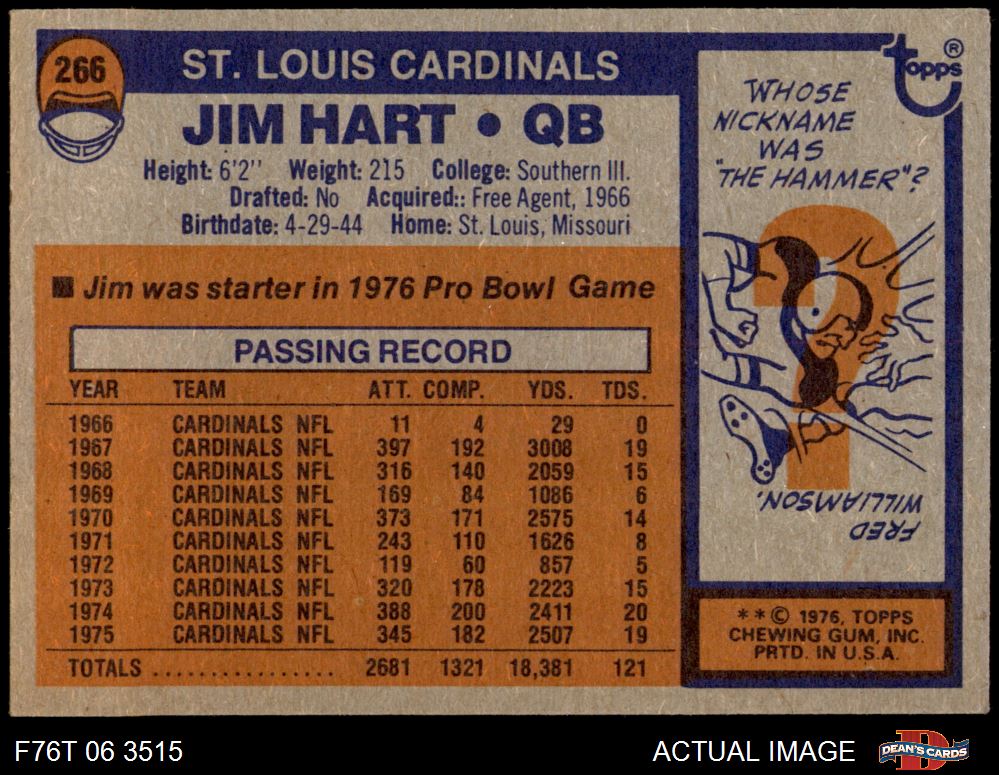 266
ST. LOUIS CARDINALS
JIM HART • QB
Height: 6'2'' Weight: 215 College: Southern Ill.
Drafted: No Acquired:: Free Agent, 1966
Birthdate: 4-29-44 Home: St. Louis, Missouri
■ Jim was starter in 1976 Pro Bowl Game
PASSING RECORD
YEAR TEAM ATT. COMP. YDS. TDS.
1966 CARDINALS NFL 11 4 29 0
1967 CARDINALS NFL 397 192 3008 19
1968 CARDINALS NFL 316 140 2059 15
1969 CARDINALS NFL 169 84 1086 6
1970 CARDINALS NFL 373 171 2575 14
1971 CARDINALS NFL 243 110 1626 8
1972 CARDINALS NFL 119 60 857 5
1973 CARDINALS NFL 320 178 2223 15
1974 CARDINALS NFL 388 200 2411 20
1975 CARDINALS NFL 345 182 2507 19
TOTALS ................ 2681 1321 18,381 121
Topps ®
WHOSE
NICKNAME
WAS
"THE HAMMER"?
?
FRED
WILLIAMSON.
**© 1976, TOPPS
CHEWING GUM, INC.
PRTD. IN U.S.A.
F76T 06 3515
ACTUAL IMAGE
D
DEAN'S CARDS